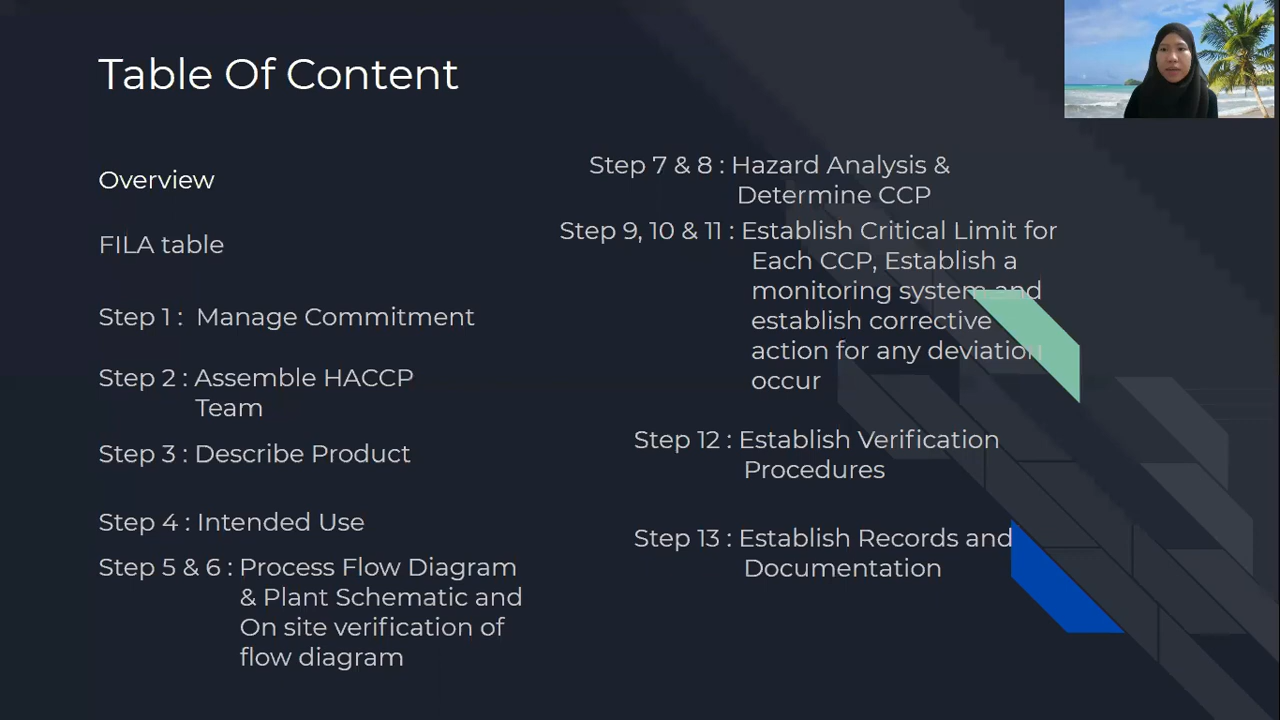 Table Of Content
Overview
FILA table
Step 1 : Manage Commitment
Step 2 : Assemble HACCP
Team
Step 3 : Describe Product
Step 4 : Intended Use
Step 5 & 6 : Process Flow Diagram
& Plant Schematic and
On site verification of
flow diagram
Step 7 & 8 : Hazard Analysis &
Determine CCP
Step 9, 10 & 11 : Establish Critical Limit for
Each CCP, Establish a
monitoring system and
establish corrective
action for any deviation
occur
Step 12 : Establish Verification
Procedures
Step 13 : Establish Records and
Documentation